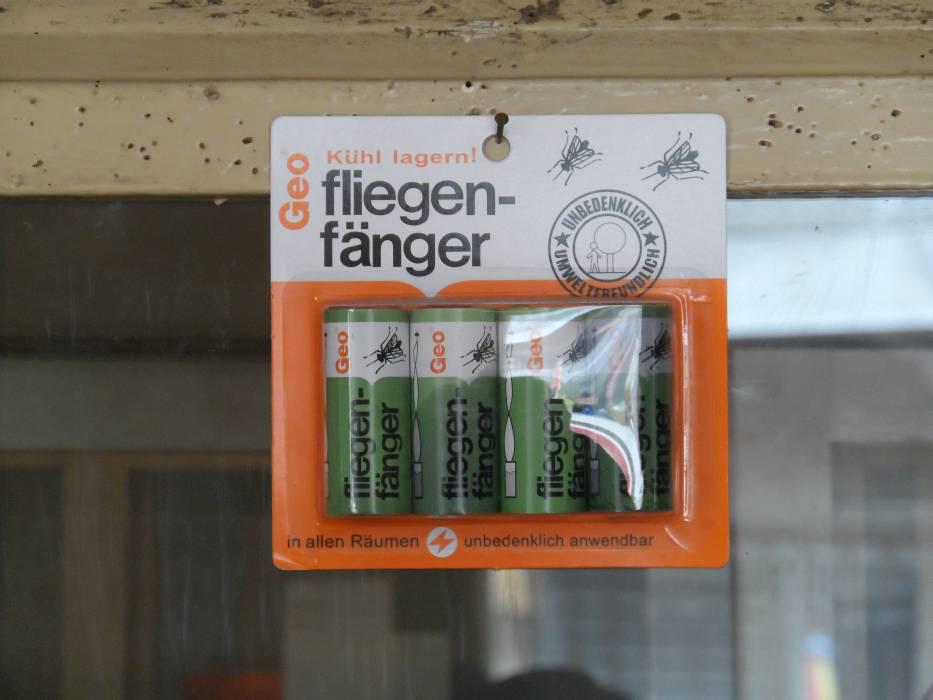 Geo
Kühl lagern!
fliegen-
fänger
UNBEDENKLICH
UMWELTFREUNDLICH
Geo
fliegen-
fänger
Geo
fliegen-
fänger
Geo
fliegen-
fänger
fliegen-
fänger
in allen Räumen unbedenklich anwendbar